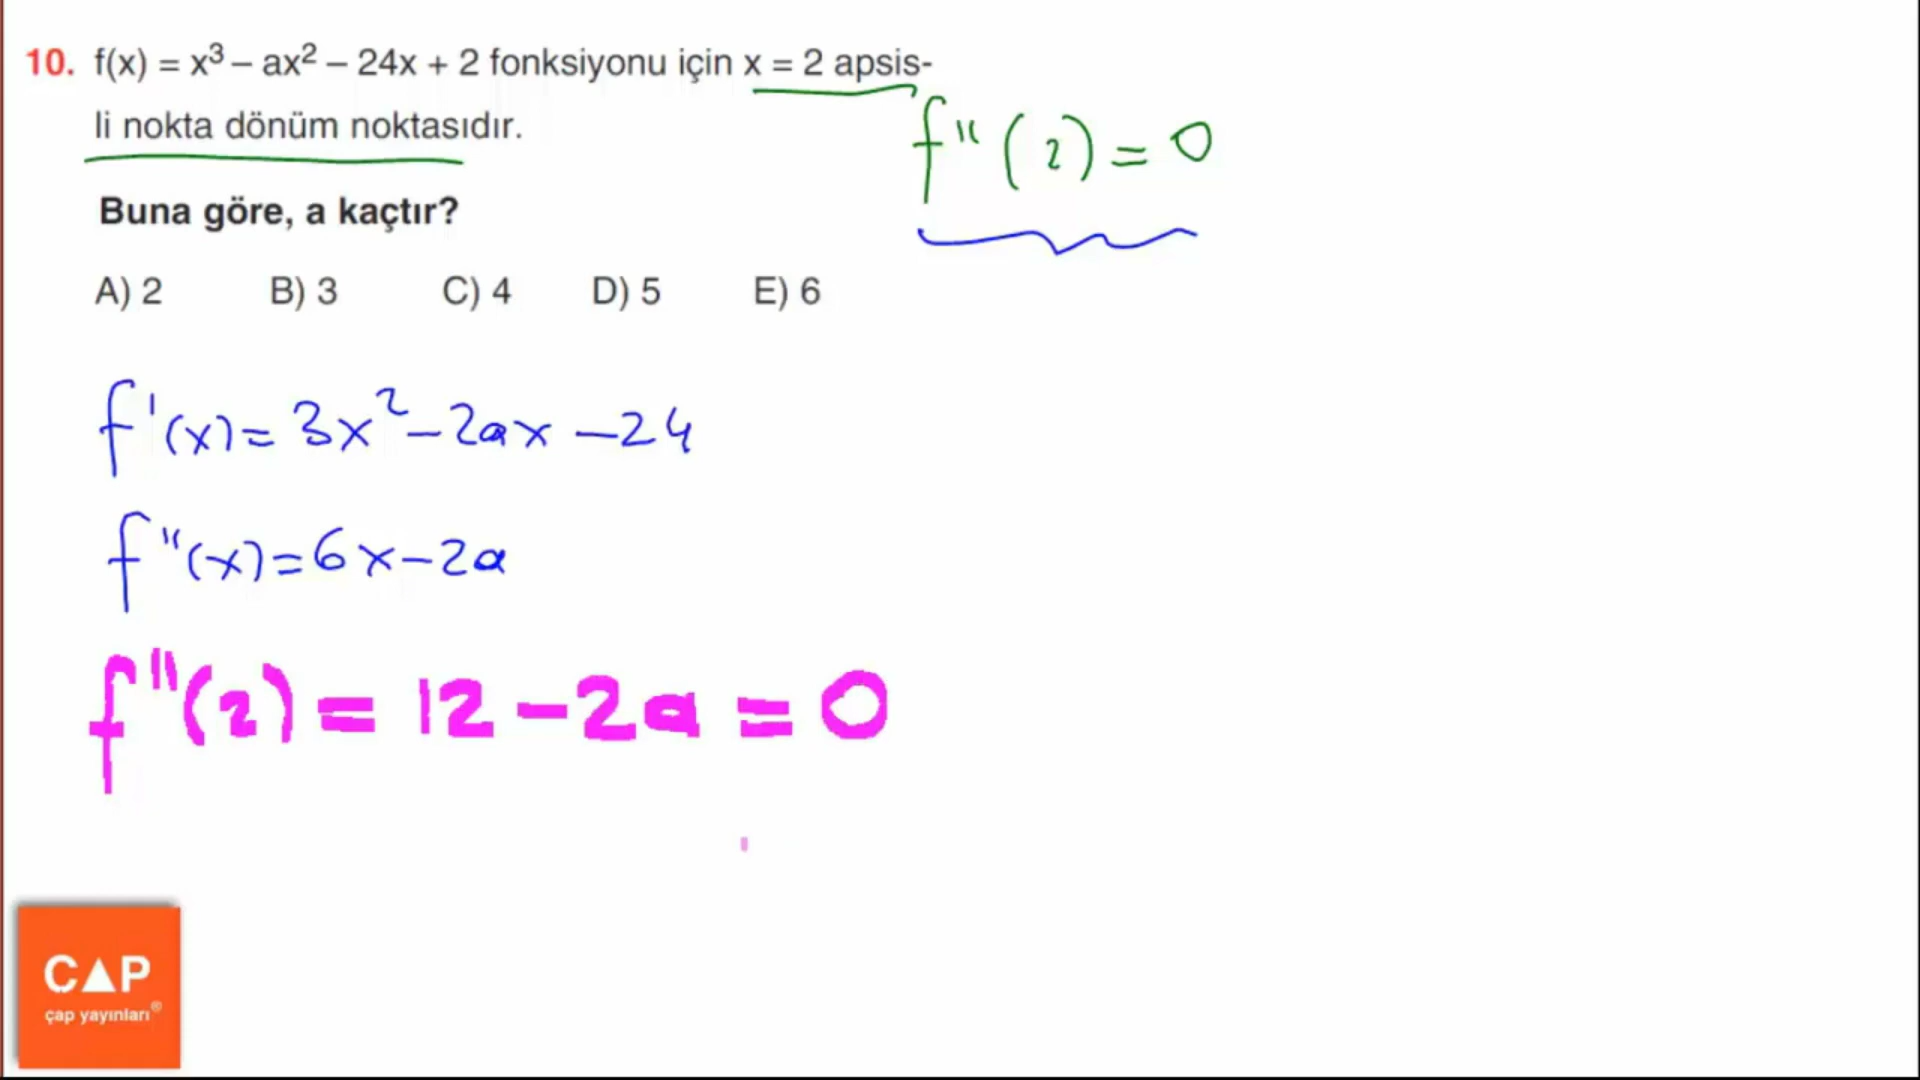 10. f(x) = x³ – ax² – 24x + 2 fonksiyonu için x = 2 apsis-
li nokta dönüm noktasıdır.
f"(2) = 0
Buna göre, a kaçtır?
A) 2 B) 3 C) 4 D) 5 E) 6
f'(x) = 3x² – 2ax – 24
f"(x) = 6x – 2a
f"(2) = 12 – 2a = 0
CAP
çap yayınları®